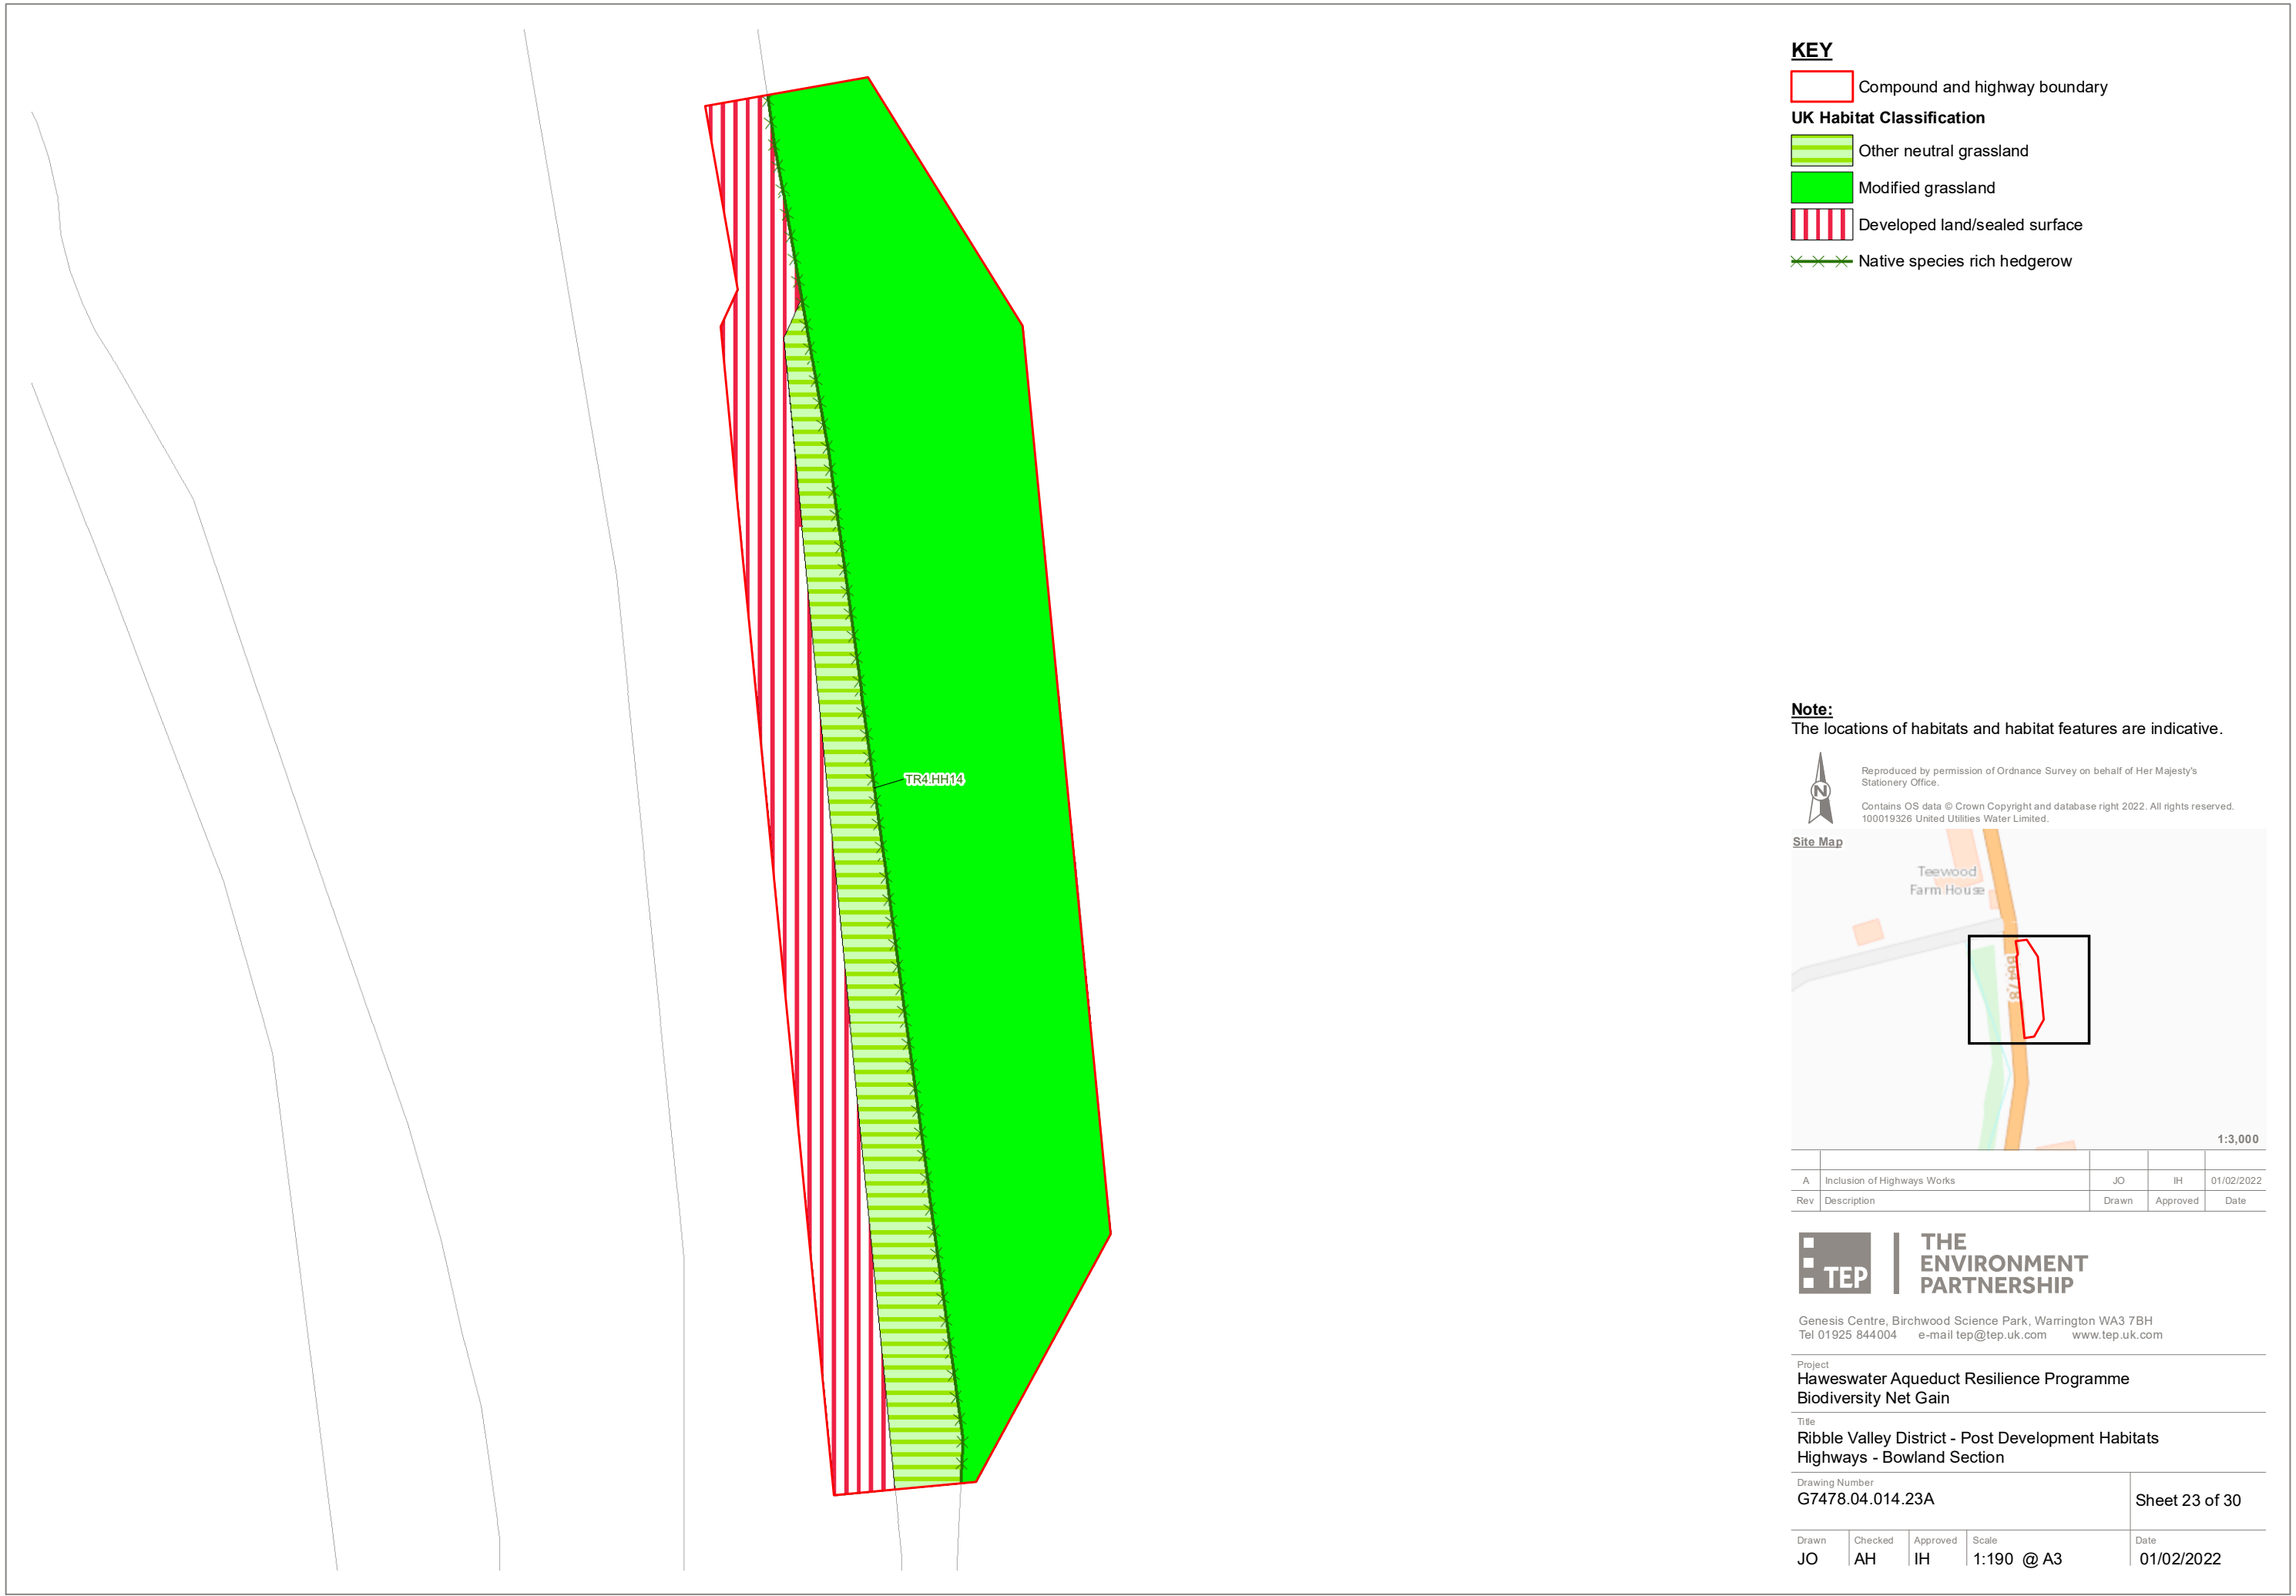 KEY
Compound and highway boundary
UK Habitat Classification
Other neutral grassland
Modified grassland
Developed land/sealed surface
Native species rich hedgerow
TR4.HH14
Note:
The locations of habitats and habitat features are indicative.
N
Reproduced by permission of Ordnance Survey on behalf of Her Majesty's
Stationery Office.
Contains OS data © Crown Copyright and database right 2022. All rights reserved.
100019326 United Utilities Water Limited.
Site Map
Teewood
Farm House
B6478
1:3,000
A Inclusion of Highways Works JO IH 01/02/2022
Rev Description Drawn Approved Date
TEP
THE
ENVIRONMENT
PARTNERSHIP
Genesis Centre, Birchwood Science Park, Warrington WA3 7BH
Tel 01925 844004 e-mail tep@tep.uk.com www.tep.uk.com
Project
Haweswater Aqueduct Resilience Programme
Biodiversity Net Gain
Title
Ribble Valley District - Post Development Habitats
Highways - Bowland Section
Drawing Number
G7478.04.014.23A
Sheet 23 of 30
Drawn Checked Approved Scale Date
JO AH IH 1:190 @ A3 01/02/2022